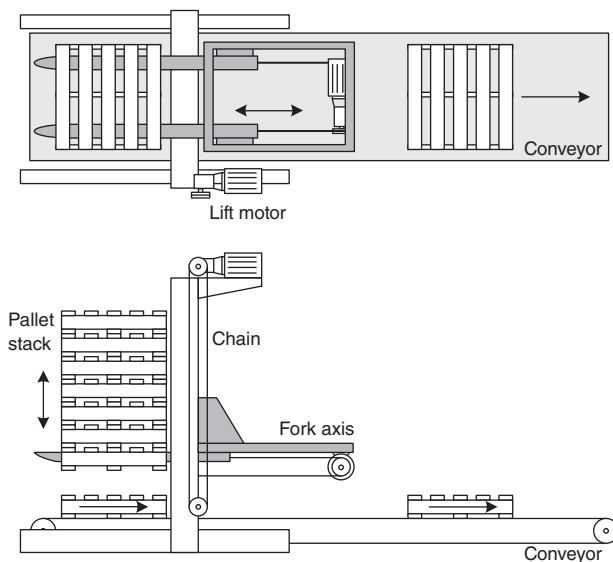 Conveyor
Lift motor
Pallet
stack
Chain
Fork axis
Conveyor